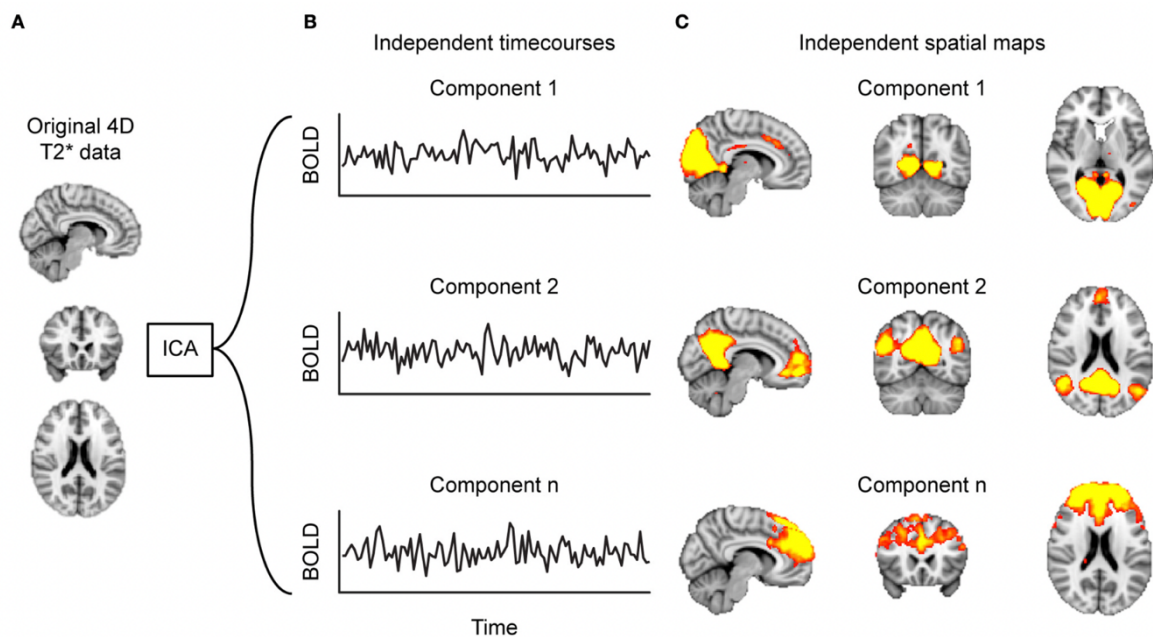 A
Original 4D
T2* data
ICA
B
Independent timecourses
Component 1
BOLD
Component 2
BOLD
Component n
BOLD
Time
C
Independent spatial maps
Component 1
Component 2
Component n